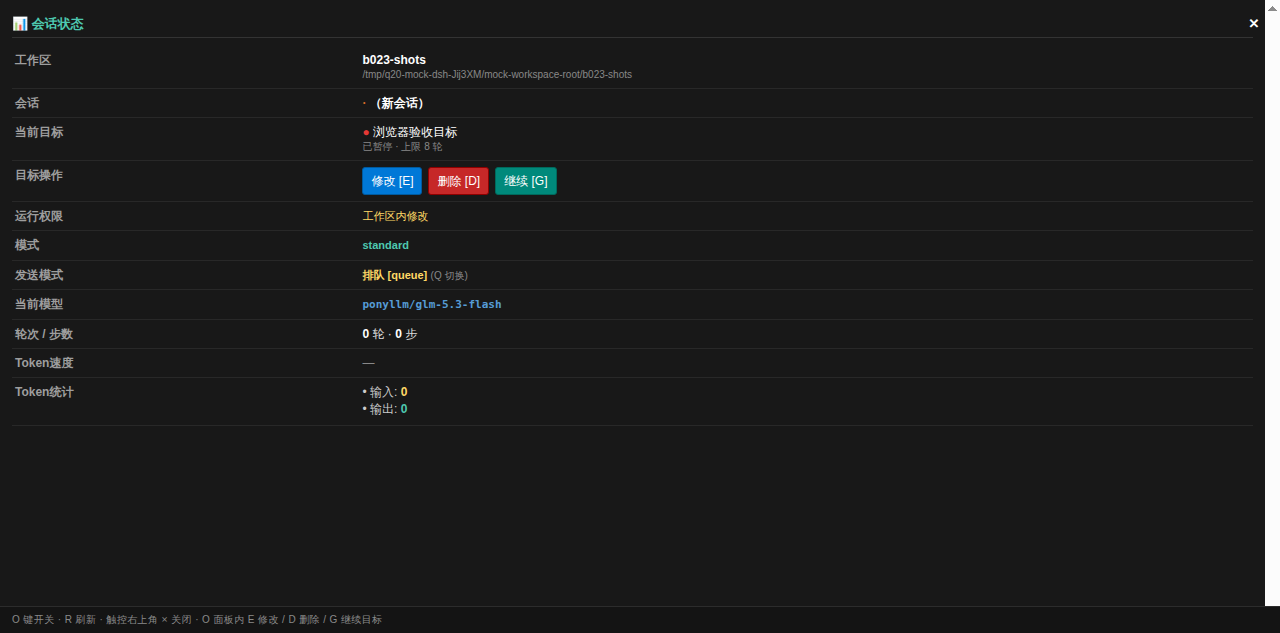 📊 会话状态 ×
工作区 b023-shots
/tmp/q20-mock-dsh-Jij3XM/mock-workspace-root/b023-shots
会话 · （新会话）
当前目标 ● 浏览器验收目标
已暂停 · 上限 8 轮
目标操作 修改 [E] 删除 [D] 继续 [G]
运行权限 工作区内修改
模式 standard
发送模式 排队 [queue] (Q 切换)
当前模型 ponyllm/glm-5.3-flash
轮次 / 步数 0 轮 · 0 步
Token速度 —
Token统计 • 输入: 0
• 输出: 0
O 键开关 · R 刷新 · 触控右上角 × 关闭 · O 面板内 E 修改 / D 删除 / G 继续目标